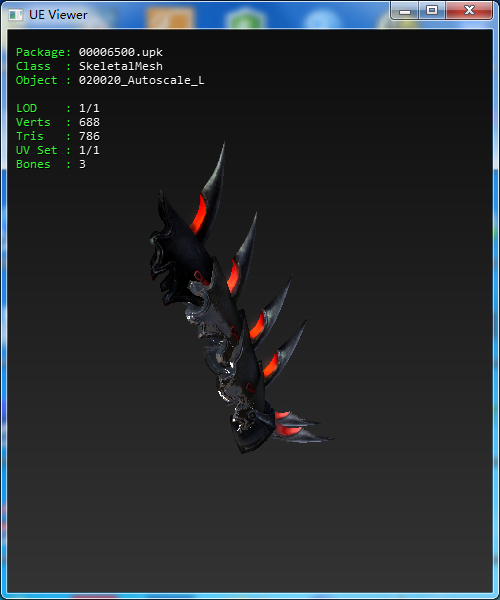 UE Viewer
Package: 00006500.upk
Class : SkeletalMesh
Object : 020020_Autoscale_L
LOD : 1/1
Verts : 688
Tris : 786
UV Set : 1/1
Bones : 3